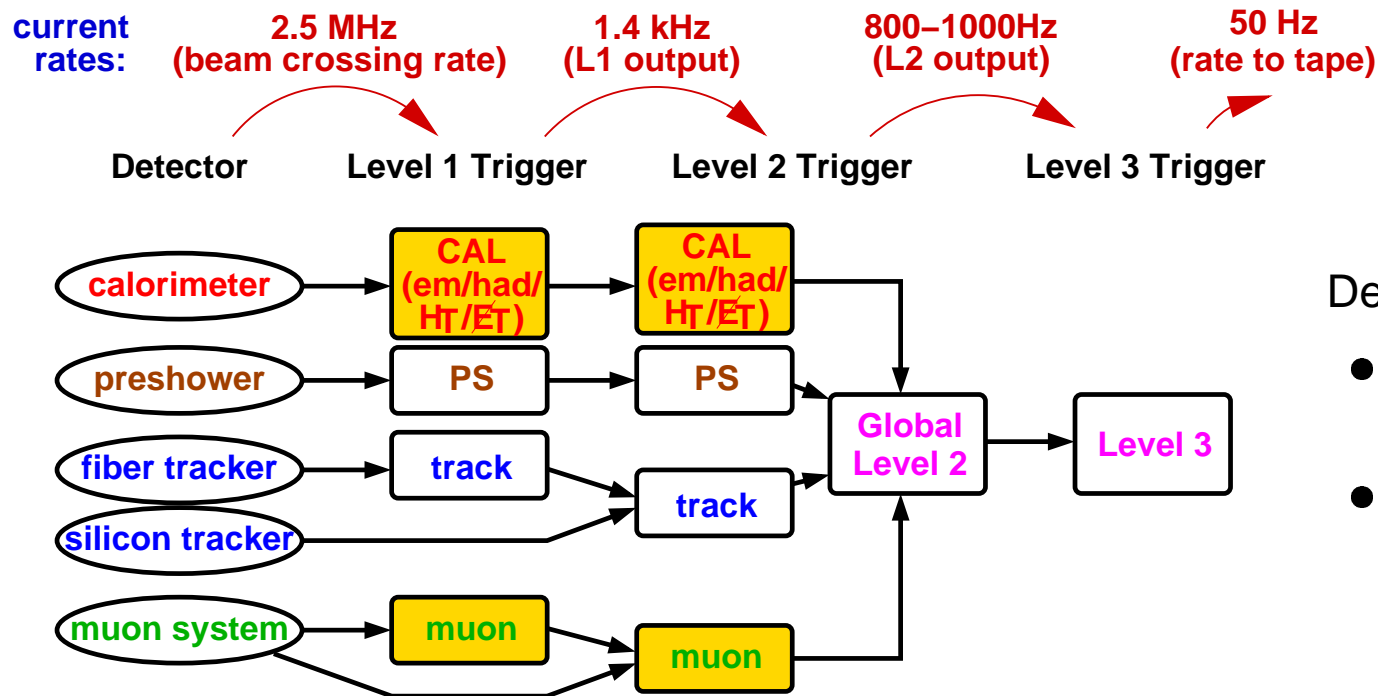 current
rates:
2.5 MHz
(beam crossing rate)
1.4 kHz
(L1 output)
800–1000Hz
(L2 output)
50 Hz
(rate to tape)
Detector
Level 1 Trigger
Level 2 Trigger
Level 3 Trigger
calorimeter
CAL
(em/had/
HT/ET)
CAL
(em/had/
HT/ET)
De
preshower
PS
PS
fiber tracker
track
silicon tracker
track
Global
Level 2
Level 3
muon system
muon
muon